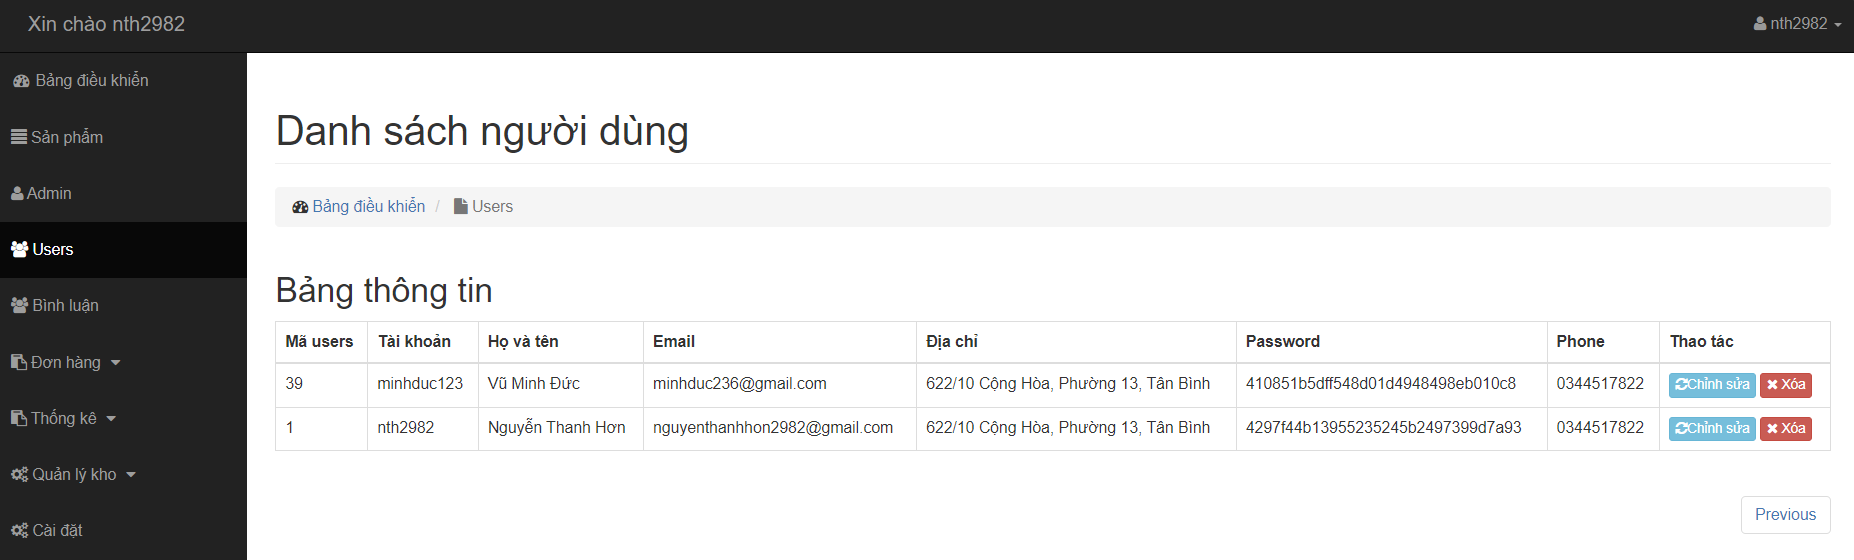 Xin chào nth2982
nth2982
Bảng điều khiển
Sản phẩm
Admin
Users
Bình luận
Đơn hàng
Thống kê
Quản lý kho
Cài đặt
Danh sách người dùng
Bảng điều khiển / Users
Bảng thông tin
Mã users Tài khoản Họ và tên Email Địa chỉ Password Phone Thao tác
39 minhduc123 Vũ Minh Đức minhduc236@gmail.com 622/10 Cộng Hòa, Phường 13, Tân Bình 410851b5dff548d01d4948498eb010c8 0344517822 Chỉnh sửa Xóa
1 nth2982 Nguyễn Thanh Hơn nguyenthanhhon2982@gmail.com 622/10 Cộng Hòa, Phường 13, Tân Bình 4297f44b13955235245b2497399d7a93 0344517822 Chỉnh sửa Xóa
Previous